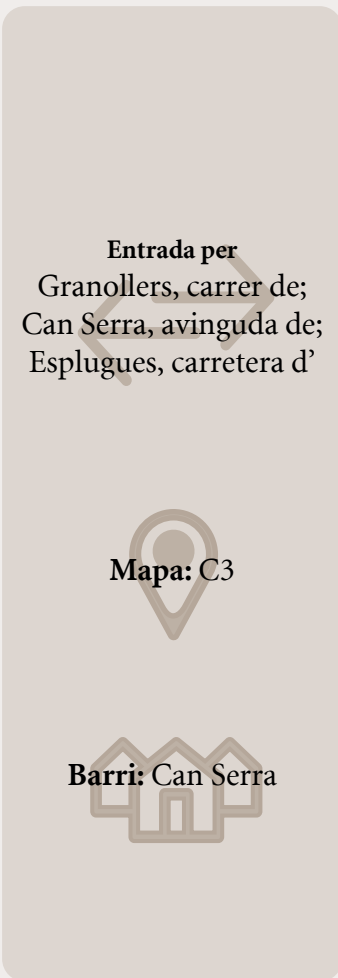 Entrada per
Granollers, carrer de;
Can Serra, avinguda de;
Esplugues, carretera d’
Mapa: C3
Barri: Can Serra